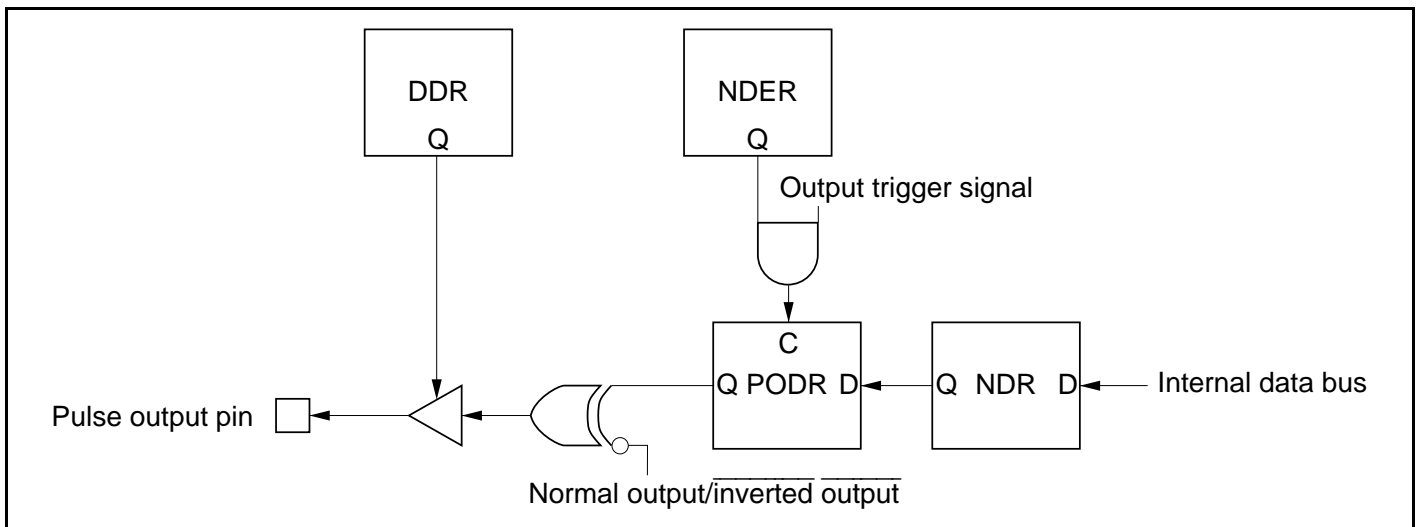 DDR
Q
NDER
Q
Output trigger signal
C
Q PODR D
Q NDR D
Internal data bus
Pulse output pin
Normal output/inverted output